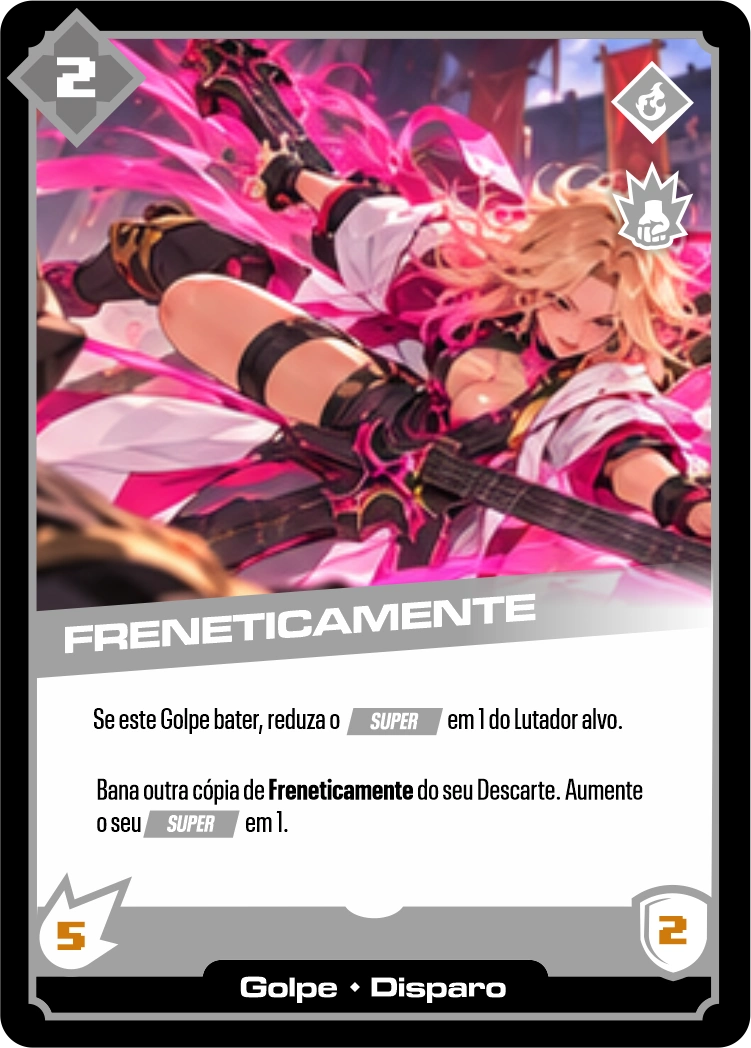 2
FRENETICAMENTE
Se este Golpe bater, reduza o SUPER em 1 do Lutador alvo.
Bana outra cópia de Freneticamente do seu Descarte. Aumente
o seu SUPER em 1.
5
2
Golpe • Disparo